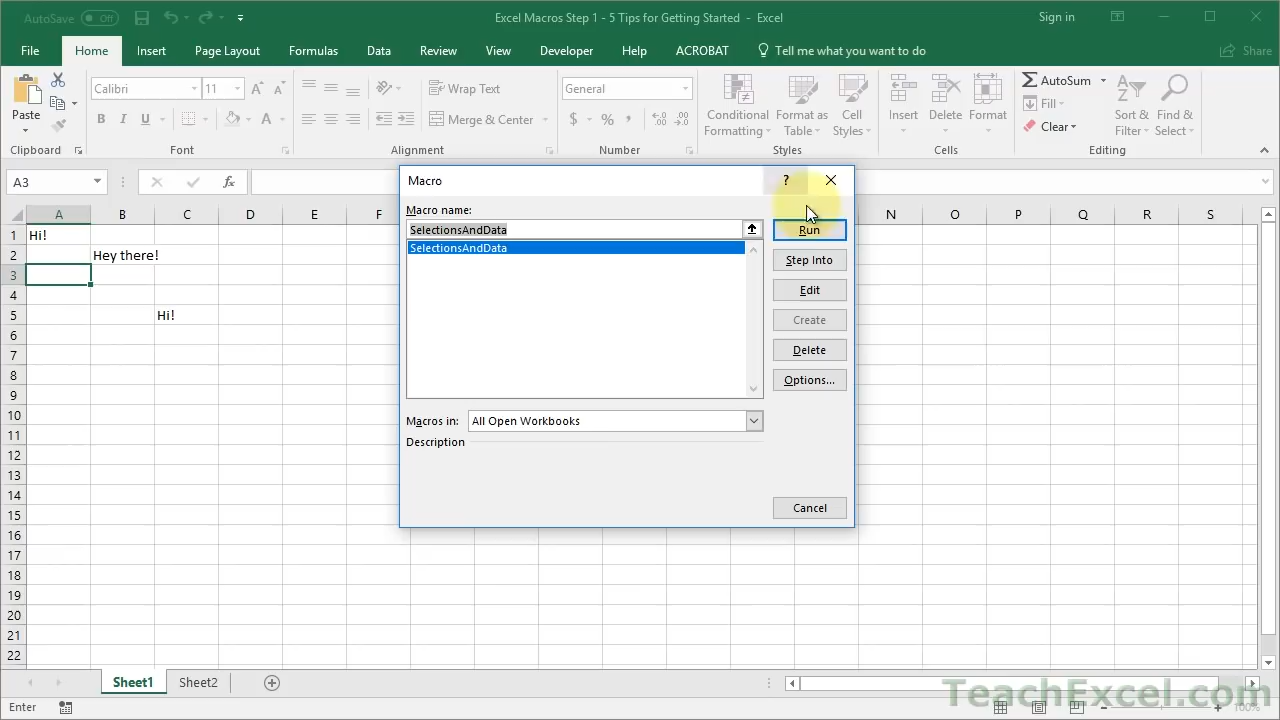 AutoSave Off
Excel Macros Step 1 - 5 Tips for Getting Started - Excel
Sign in
File Home Insert Page Layout Formulas Data Review View Developer Help ACROBAT Tell me what you want to do Share
Paste
Calibri 11
B I U A
Wrap Text
Merge & Center
General
$ % ,
Conditional Formatting
Format as Table
Cell Styles
Insert Delete Format
AutoSum
Fill
Clear
Sort & Filter
Find & Select
Clipboard Font Alignment Number Styles Cells Editing
A3 fx
A B C D E F N O P Q R S
1 Hi!
2 Hey there!
3
4
5 Hi!
6
7
8
9
10
11
12
13
14
15
16
17
18
19
20
21
22
Macro ?
Macro name:
SelectionsAndData
SelectionsAndData
Run
Step Into
Edit
Create
Delete
Options...
Macros in: All Open Workbooks
Description
Cancel
Sheet1 Sheet2
Enter
100%
TeachExcel.com